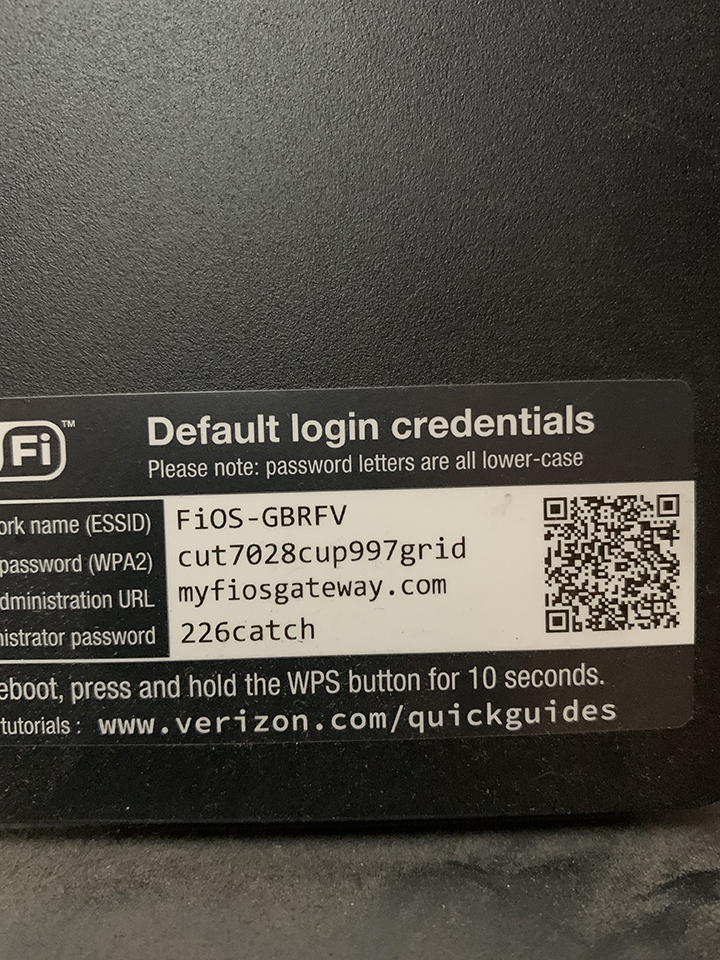 Fi™
Default login credentials
Please note: password letters are all lower-case
ork name (ESSID) FiOS-GBRFV
password (WPA2) cut7028cup997grid
dministration URL myfiosgateway.com
nistrator password 226catch
eboot, press and hold the WPS button for 10 seconds.
tutorials : www.verizon.com/quickguides